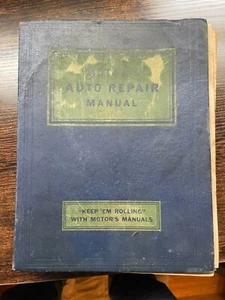 AUTO REPAIR
MANUAL
"KEEP 'EM ROLLING"
WITH MOTOR'S MANUALS